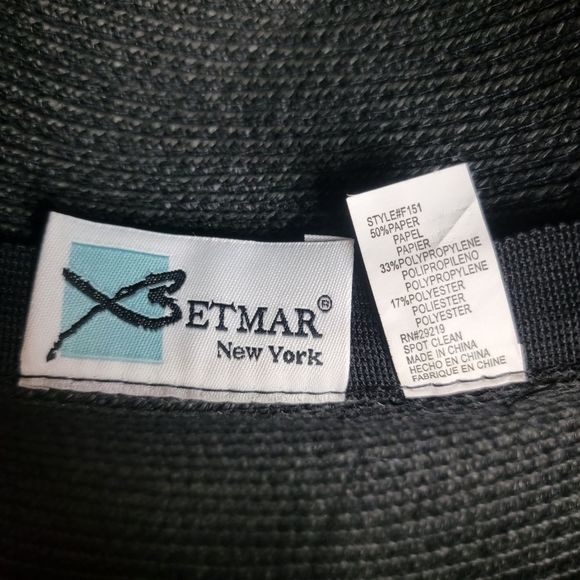 BETMAR®
New York
STYLE#F151
50%PAPER
PAPEL
PAPIER
33%POLYPROPYLENE
POLIPROPILENO
POLYPROPYLENE
17%POLYESTER
POLIESTER
POLYESTER
RN#29219
SPOT CLEAN
MADE IN CHINA
HECHO EN CHINA
FABRIQUE EN CHINE